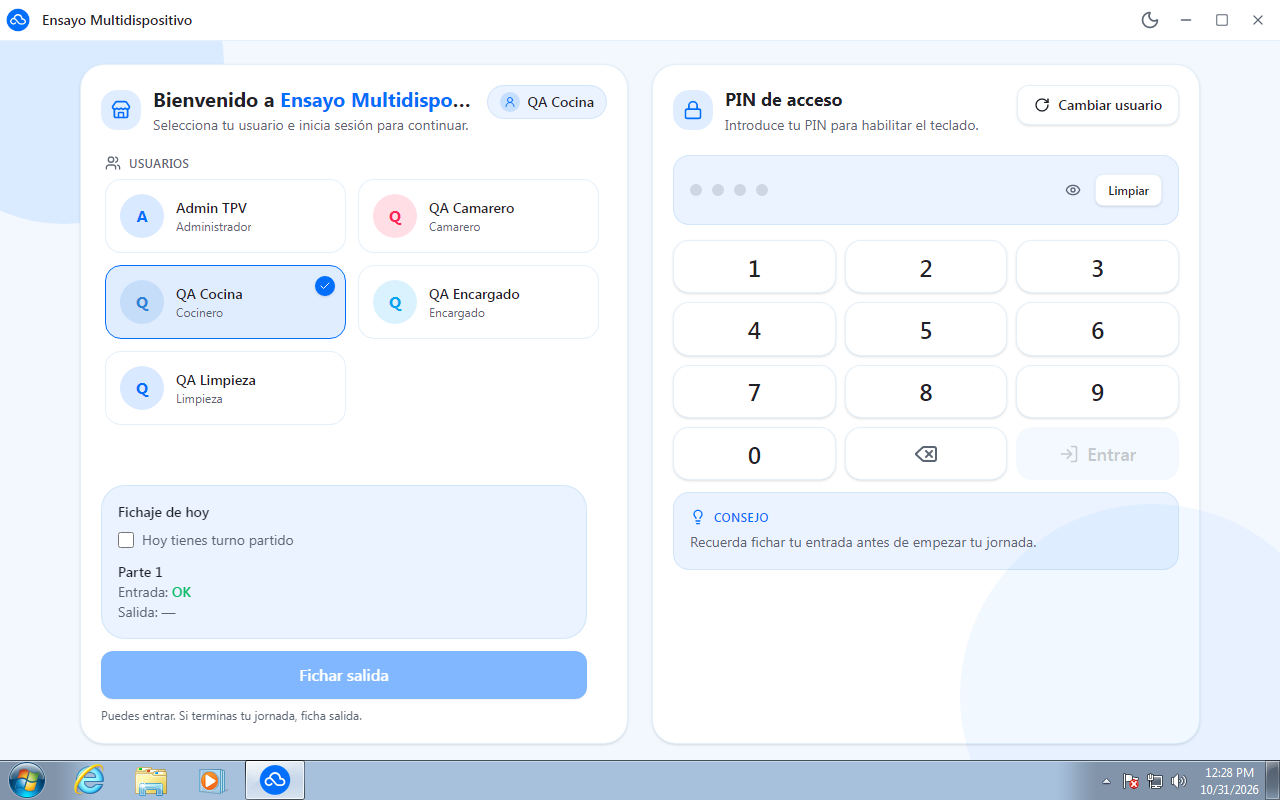 Ensayo Multidispositivo
Bienvenido a Ensayo Multidispo...
Selecciona tu usuario e inicia sesión para continuar.
QA Cocina
USUARIOS
A
Admin TPV
Administrador
Q
QA Camarero
Camarero
Q
QA Cocina
Cocinero
Q
QA Encargado
Encargado
Q
QA Limpieza
Limpieza
Fichaje de hoy
Hoy tienes turno partido
Parte 1
Entrada: OK
Salida: —
Fichar salida
Puedes entrar. Si terminas tu jornada, ficha salida.
PIN de acceso
Introduce tu PIN para habilitar el teclado.
Cambiar usuario
Limpiar
1 2 3
4 5 6
7 8 9
0
Entrar
CONSEJO
Recuerda fichar tu entrada antes de empezar tu jornada.
12:28 PM
10/31/2026